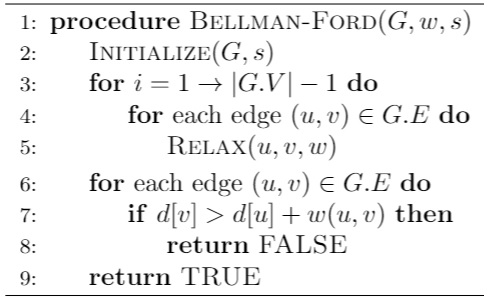 1: procedure BELLMAN-FORD(G, w, s)
2: INITIALIZE(G, s)
3: for i = 1 → |G.V| − 1 do
4: for each edge (u, v) ∈ G.E do
5: RELAX(u, v, w)
6: for each edge (u, v) ∈ G.E do
7: if d[v] > d[u] + w(u, v) then
8: return FALSE
9: return TRUE